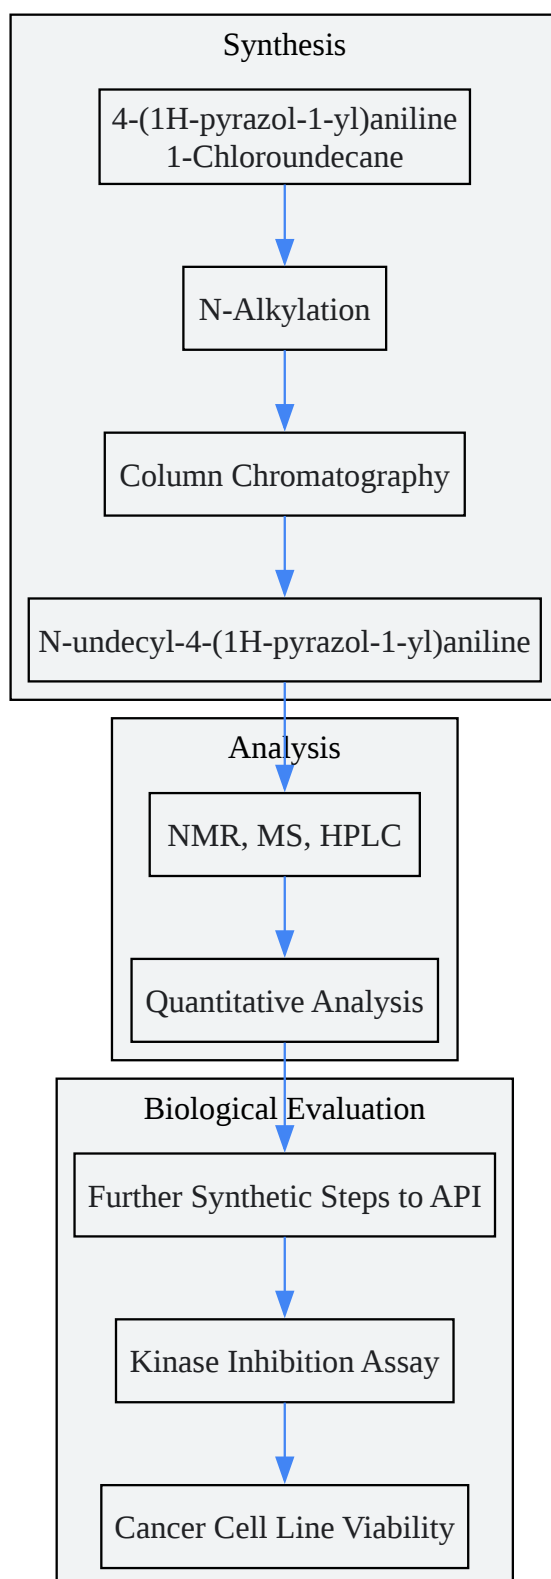 Synthesis
4-(1H-pyrazol-1-yl)aniline
1-Chloroundecane
N-Alkylation
Column Chromatography
N-undecyl-4-(1H-pyrazol-1-yl)aniline
Analysis
NMR, MS, HPLC
Quantitative Analysis
Biological Evaluation
Further Synthetic Steps to API
Kinase Inhibition Assay
Cancer Cell Line Viability